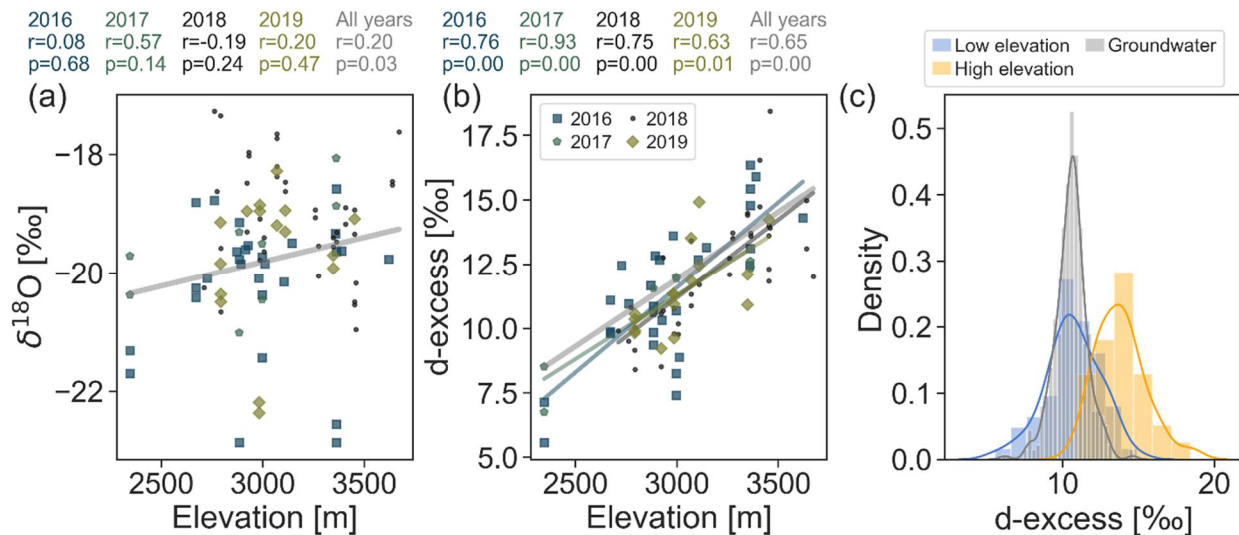 2016 2017 2018 2019 All years
r=0.08 r=0.57 r=-0.19 r=0.20 r=0.20
p=0.68 p=0.14 p=0.24 p=0.47 p=0.03
2016 2017 2018 2019 All years
r=0.76 r=0.93 r=0.75 r=0.63 r=0.65
p=0.00 p=0.00 p=0.00 p=0.01 p=0.00
(a)
−18
−20
−22
δ¹⁸O [‰]
2500 3000 3500
Elevation [m]
(b)
2016 2018
2017 2019
17.5
15.0
12.5
10.0
7.5
5.0
d-excess [‰]
2500 3000 3500
Elevation [m]
Low elevation Groundwater
High elevation
(c)
0.5
0.4
0.3
0.2
0.1
0.0
Density
10 20
d-excess [‰]